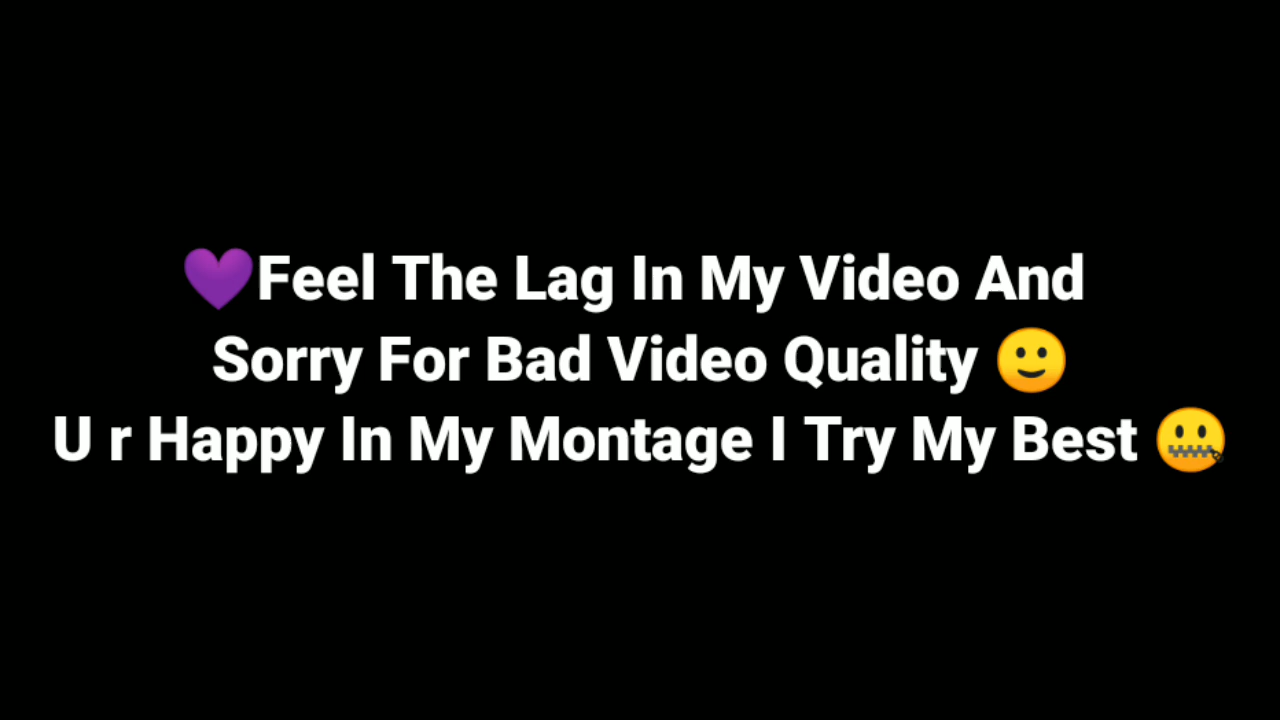 💜Feel The Lag In My Video And
Sorry For Bad Video Quality 🙂
U r Happy In My Montage I Try My Best 🤐